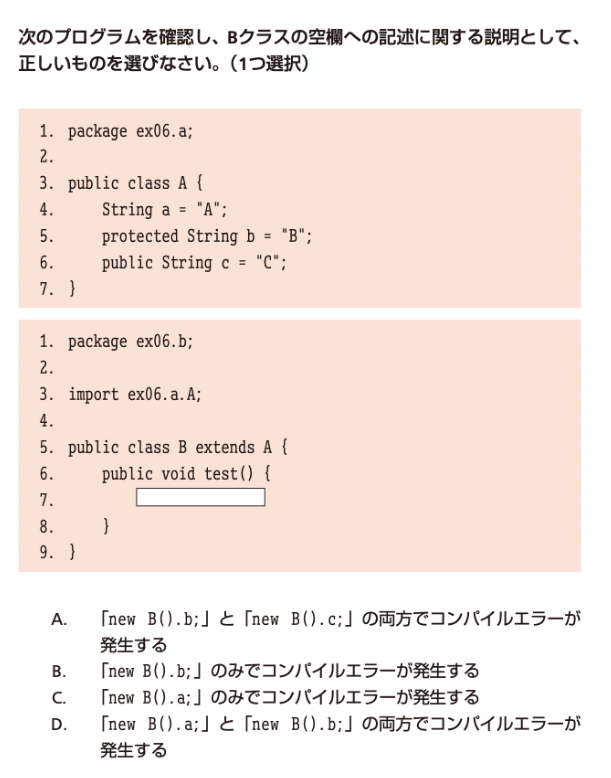 次のプログラムを確認し、Bクラスの空欄への記述に関する説明として、
正しいものを選びなさい。（1つ選択）
1. package ex06.a;
2.
3. public class A {
4.     String a = "A";
5.     protected String b = "B";
6.     public String c = "C";
7. }
1. package ex06.b;
2.
3. import ex06.a.A;
4.
5. public class B extends A {
6.     public void test() {
7.
8.     }
9. }
A. 「new B().b;」と「new B().c;」の両方でコンパイルエラーが
発生する
B. 「new B().b;」のみでコンパイルエラーが発生する
C. 「new B().a;」のみでコンパイルエラーが発生する
D. 「new B().a;」と「new B().b;」の両方でコンパイルエラーが
発生する